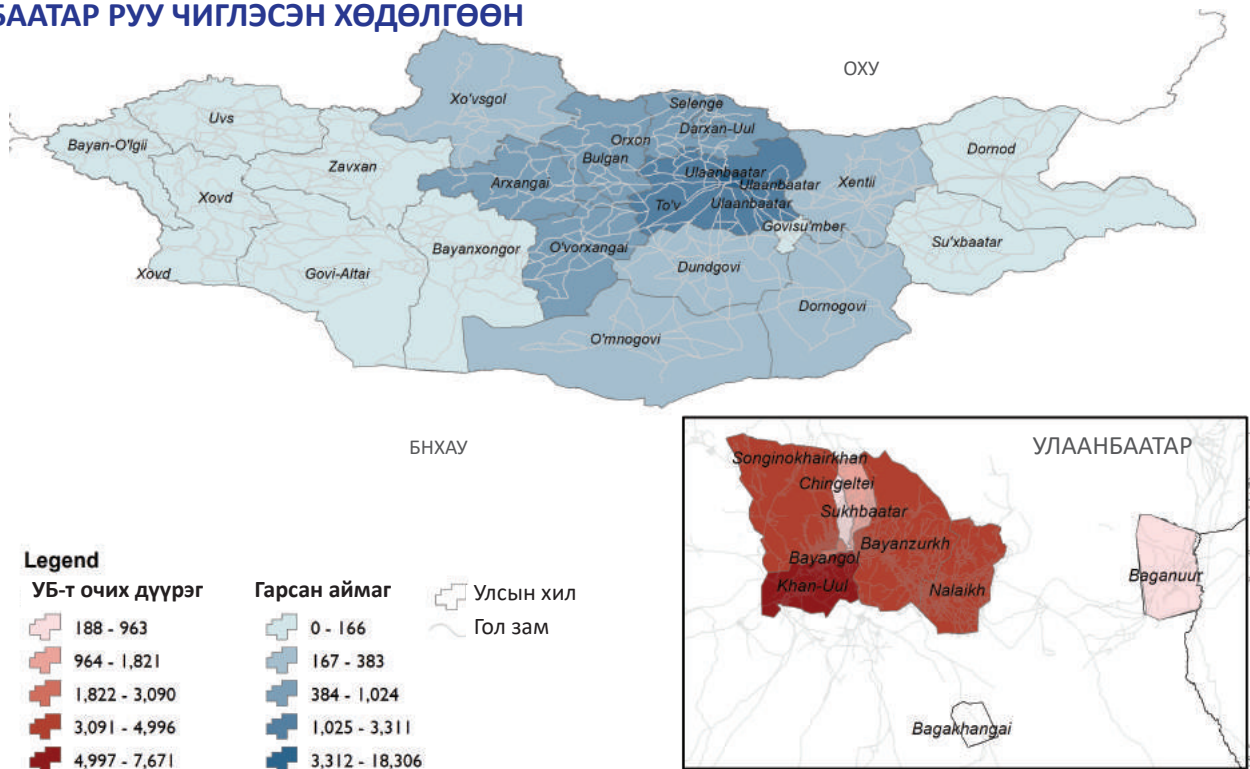 БААТАР РУУ ЧИГЛЭСЭН ХӨДӨЛГӨӨН
ОХУ
Xo'vsgol
Selenge
Uvs
Darxan-Uul
Orxon
Bayan-O'lgii
Dornod
Bulgan
Zavxan
Ulaanbaatar
Arxangai
Ulaanbaatar
Xentii
Xovd
To'v
Ulaanbaatar
Govisu'mber
O'vorxangai
Bayanxongor
Su'xbaatar
Xovd
Govi-Altai
Dundgovi
Dornogovi
O'mnogovi
БНХАУ
УЛААНБААТАР
Songinokhairkhan
Chingeltei
Sukhbaatar
Bayanzurkh
Bayangol
Khan-Uul
Nalaikh
Baganuur
Bagakhangai
Legend
УБ-т очих дүүрэг
188 - 963
964 - 1,821
1,822 - 3,090
3,091 - 4,996
4,997 - 7,671
Гарсан аймаг
0 - 166
167 - 383
384 - 1,024
1,025 - 3,311
3,312 - 18,306
Улсын хил
Гол зам